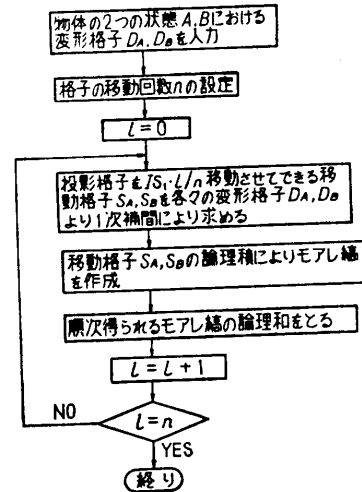 物体の2つの状態A,Bにおける
変形格子DA,DBを入力
格子の移動回数nの設定
l=0
投影格子をIS1・l/n移動させてできる移
動格子SA,SBを各々の変形格子DA,DB
より1次補間により求める
移動格子SA,SBの論理積によりモアレ縞
を作成
順次得られるモアレ縞の論理和をとる
l=l+1
NO
l=n
YES
終り